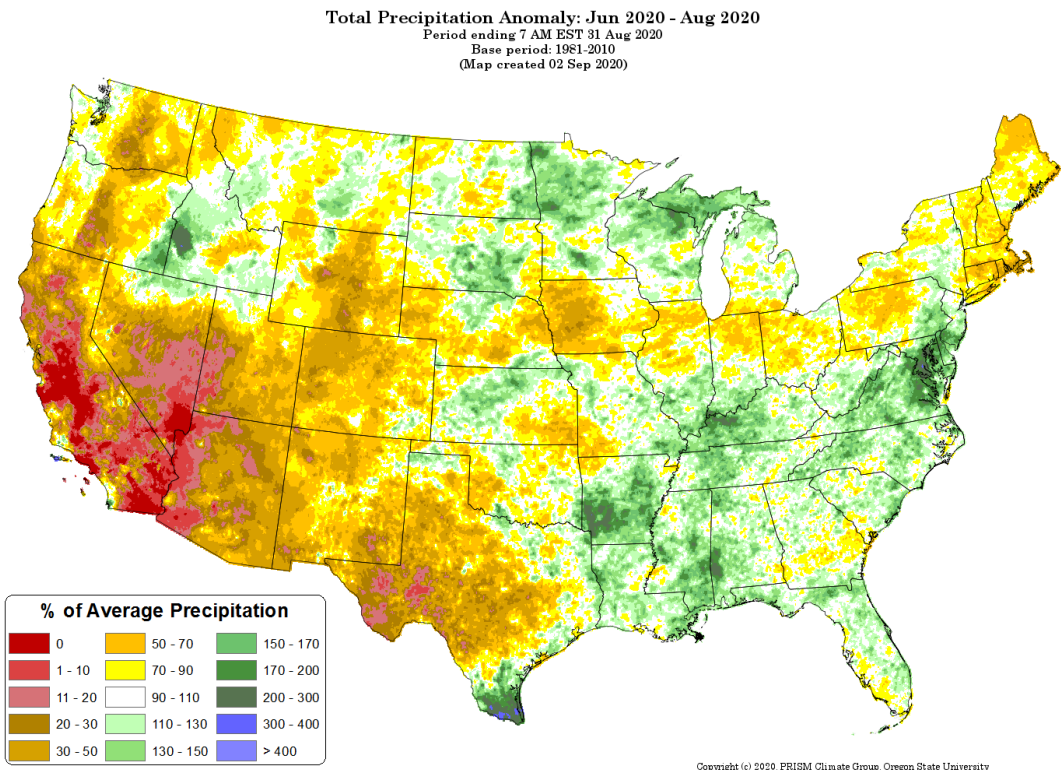 Total Precipitation Anomaly: Jun 2020 - Aug 2020
Period ending 7 AM EST 31 Aug 2020
Base period: 1981-2010
(Map created 02 Sep 2020)
% of Average Precipitation
0
50 - 70
150 - 170
1 - 10
70 - 90
170 - 200
11 - 20
90 - 110
200 - 300
20 - 30
110 - 130
300 - 400
30 - 50
130 - 150
> 400
Copyright (c) 2020, PRISM Climate Group, Oregon State University